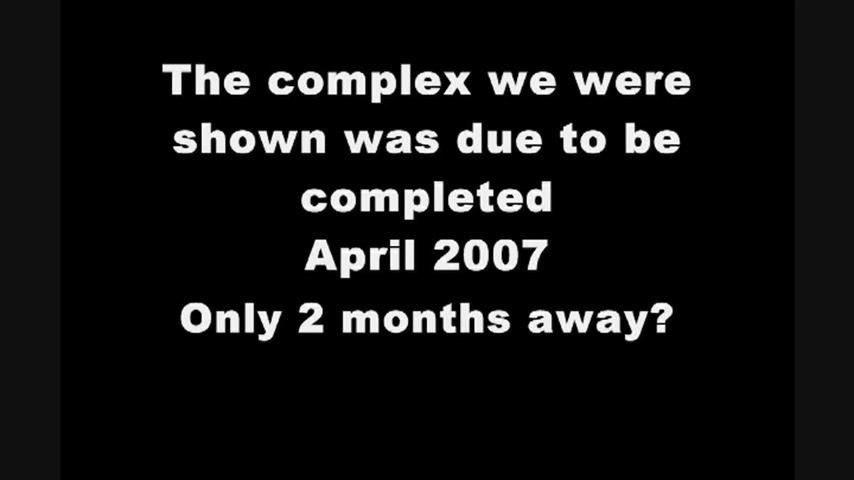 The complex we were
shown was due to be
completed
April 2007
Only 2 months away?